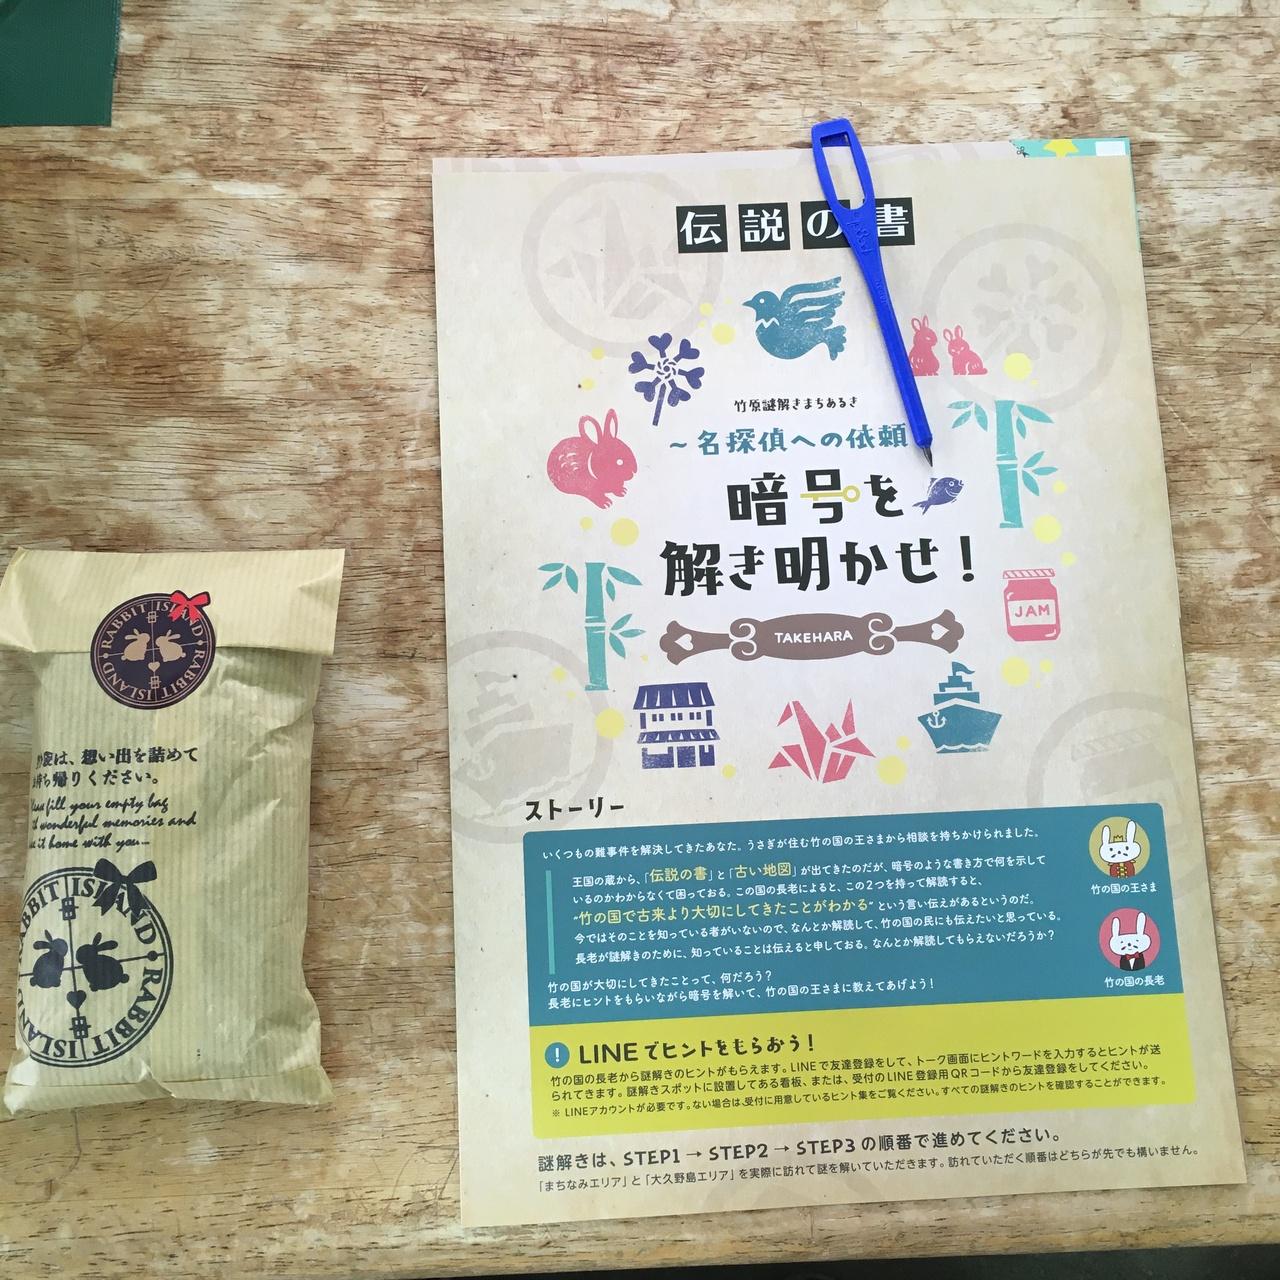 伝説の書
竹原謎解きまちあるき
～名探偵への依頼
暗号を
解き明かせ！
TAKEHARA
JAM
ストーリー
いくつもの難事件を解決してきたあなた。うさぎが住む竹の国の王さまから相談を持ちかけられました。
王国の蔵から、「伝説の書」と「古い地図」が出てきたのだが、暗号のような書き方で何を示して
いるのかわからなくて困っておる。この国の長老によると、この2つを持って解読すると、
"竹の国で古来より大切にしてきたことがわかる" という言い伝えがあるというのだ。
今ではそのことを知っている者がいないので、なんとか解読して、竹の国の民にも伝えたいと思っている。
長老が謎解きのために、知っていることは伝えると申しておる。なんとか解読してもらえないだろうか？
竹の国が大切にしてきたことって、何だろう？
長老にヒントをもらいながら暗号を解いて、竹の国の王さまに教えてあげよう！
竹の国の王さま
竹の国の長老
! LINEでヒントをもらおう！
竹の国の長老から謎解きのヒントがもらえます。LINEで友達登録をして、トーク画面にヒントワードを入力するとヒントが送
られてきます。謎解きスポットに設置してある看板、または、受付のLINE登録用QRコードから友達登録をしてください。
※ LINEアカウントが必要です。ない場合は、受付に用意しているヒント集をご覧ください。すべての謎解きのヒントを確認することができます。
謎解きは、STEP1 → STEP2 → STEP3 の順番で進めてください。
「まちなみエリア」と「大久野島エリア」を実際に訪れて謎を解いていただきます。訪れていただく順番はどちらが先でも構いません。
RABBIT ISLAND RABBIT ISLAND
は、想い出を詰めて
持ち帰りください。
fill your empty bag
wonderful memories and
it home with you...
RABBIT ISLAND RABBIT ISLAND